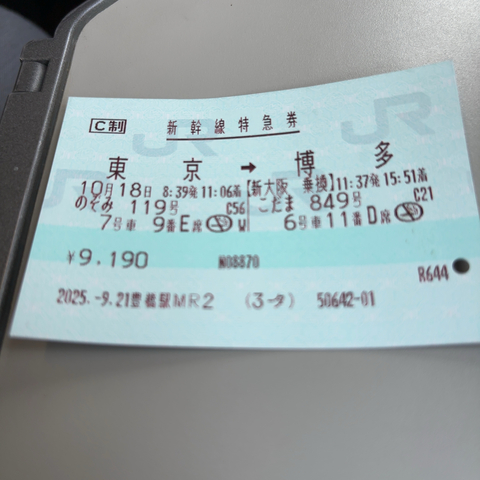 C制 新幹線特急券
東京 → 博多
10月18日 8:39発 11:06着【新大阪 乗換】11:37発 15:51着
のぞみ 119号 C56 こだま 849号 C21
7号車 9番E席 W 6号車 11番D席
¥9,190 N08870
R644
2025.-9.21豊橋駅MR2 (3-タ) 50642-01